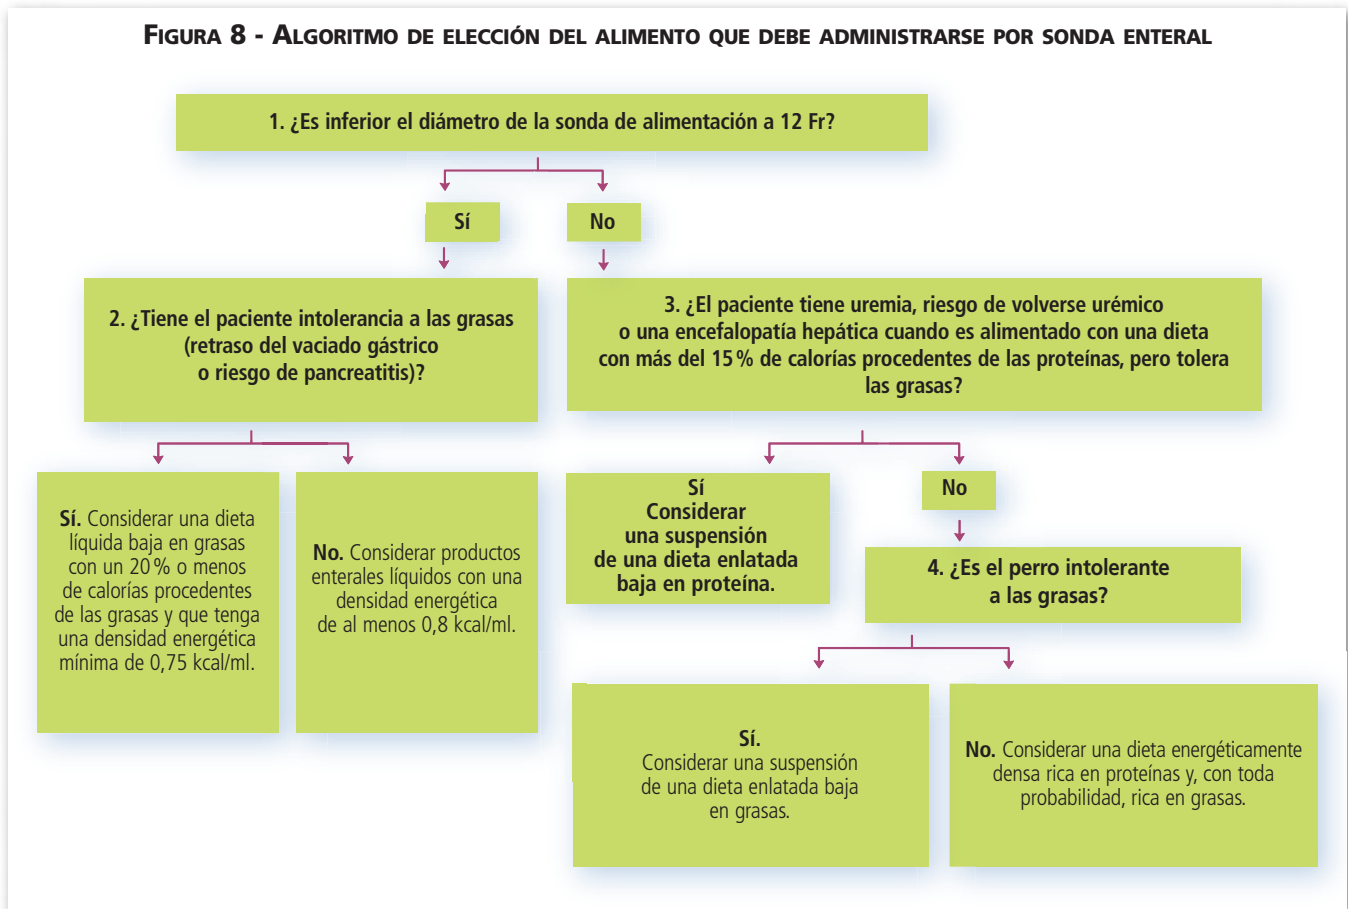 FIGURA 8 - ALGORITMO DE ELECCIÓN DEL ALIMENTO QUE DEBE ADMINISTRARSE POR SONDA ENTERAL
1. ¿Es inferior el diámetro de la sonda de alimentación a 12 Fr?
Sí
No
2. ¿Tiene el paciente intolerancia a las grasas
(retraso del vaciado gástrico
o riesgo de pancreatitis)?
3. ¿El paciente tiene uremia, riesgo de volverse urémico
o una encefalopatía hepática cuando es alimentado con una dieta
con más del 15 % de calorías procedentes de las proteínas, pero tolera
las grasas?
Sí. Considerar una dieta
líquida baja en grasas
con un 20 % o menos
de calorías procedentes
de las grasas y que tenga
una densidad energética
mínima de 0,75 kcal/ml.
No. Considerar productos
enterales líquidos con una
densidad energética
de al menos 0,8 kcal/ml.
Sí
Considerar
una suspensión
de una dieta enlatada
baja en proteína.
No
4. ¿Es el perro intolerante
a las grasas?
Sí.
Considerar una suspensión
de una dieta enlatada baja
en grasas.
No. Considerar una dieta energéticamente
densa rica en proteínas y, con toda
probabilidad, rica en grasas.